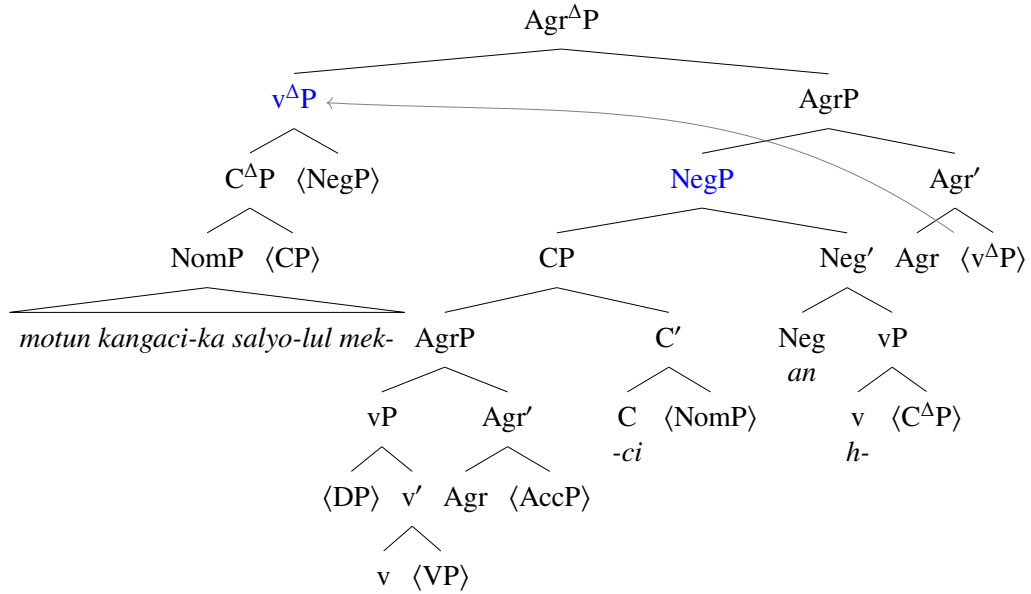 Agr^ΔP
v^ΔP AgrP
C^ΔP ⟨NegP⟩ NegP Agr′
NomP ⟨CP⟩ CP Neg′ Agr ⟨v^ΔP⟩
motun kangaci-ka salyo-lul mek- AgrP C′ Neg vP
an
vP Agr′ C ⟨NomP⟩ v ⟨C^ΔP⟩
-ci h-
⟨DP⟩ v′ Agr ⟨AccP⟩
v ⟨VP⟩